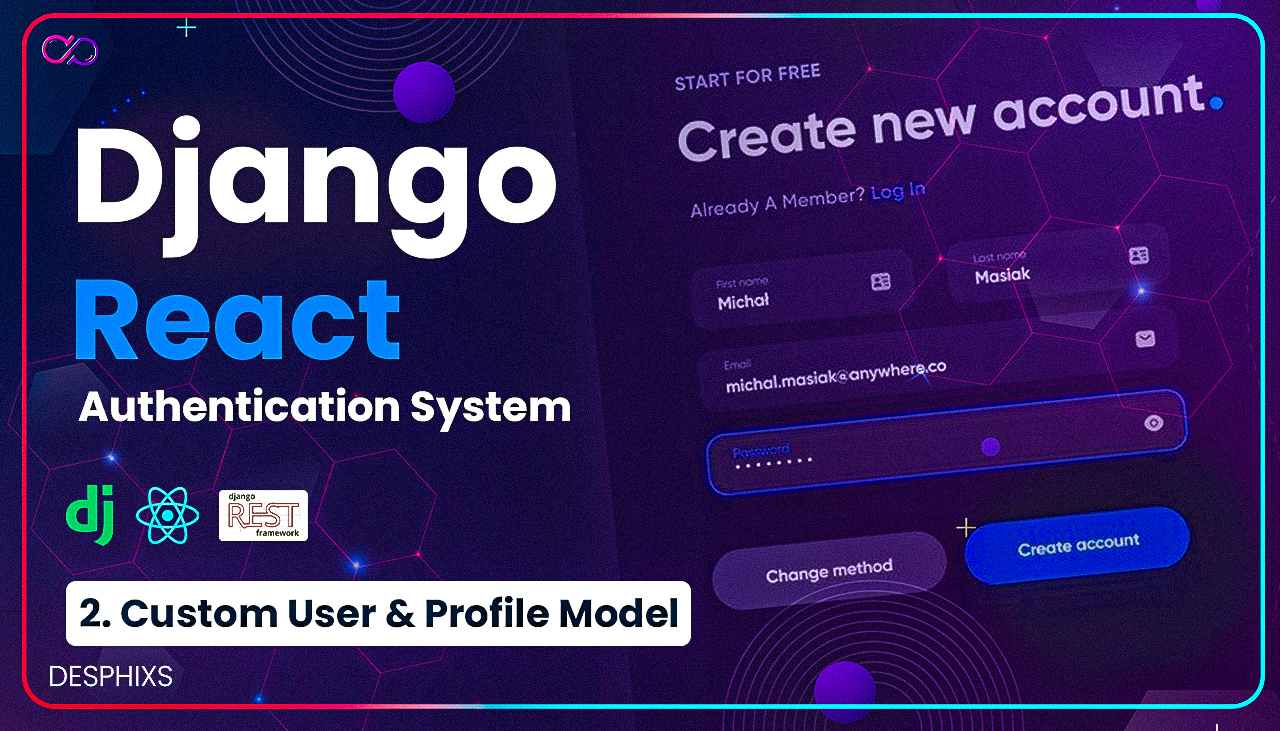 Django
React
Authentication System
dj
django
REST
framework
2. Custom User & Profile Model
DESPHIXS
START FOR FREE
Create new account.
Already A Member? Log In
First name
Michał
Last name
Masiak
Email
michal.masiak@anywhere.co
Password
Change method
Create account